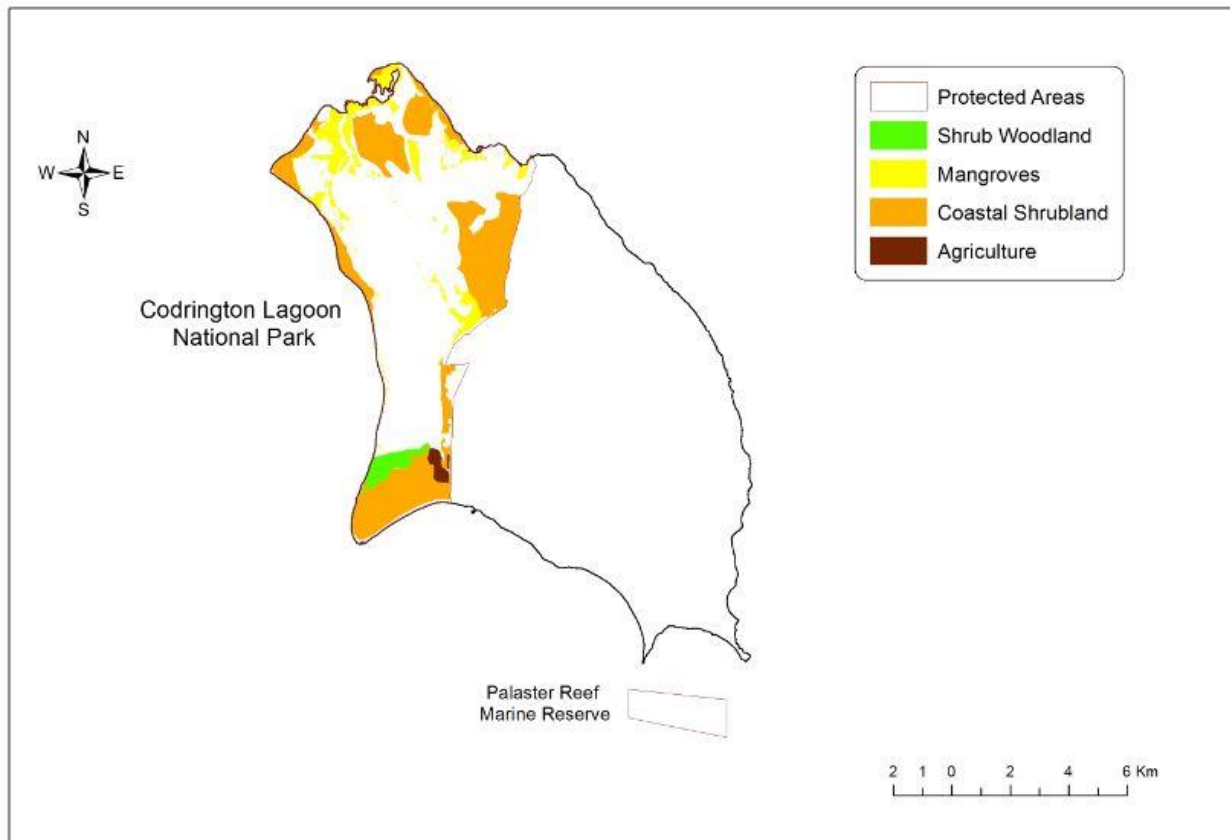 N
W E
S
Codrington Lagoon
National Park
Protected Areas
Shrub Woodland
Mangroves
Coastal Shrubland
Agriculture
Palaster Reef
Marine Reserve
2 1 0 2 4 6 Km